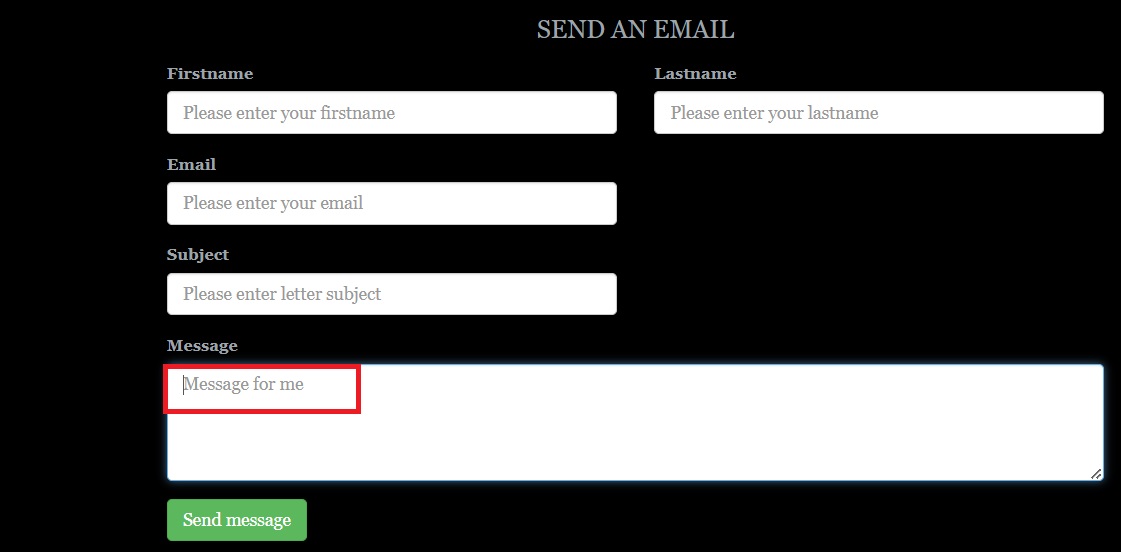 SEND AN EMAIL
Firstname
Lastname
Please enter your firstname
Please enter your lastname
Email
Please enter your email
Subject
Please enter letter subject
Message
Message for me
Send message